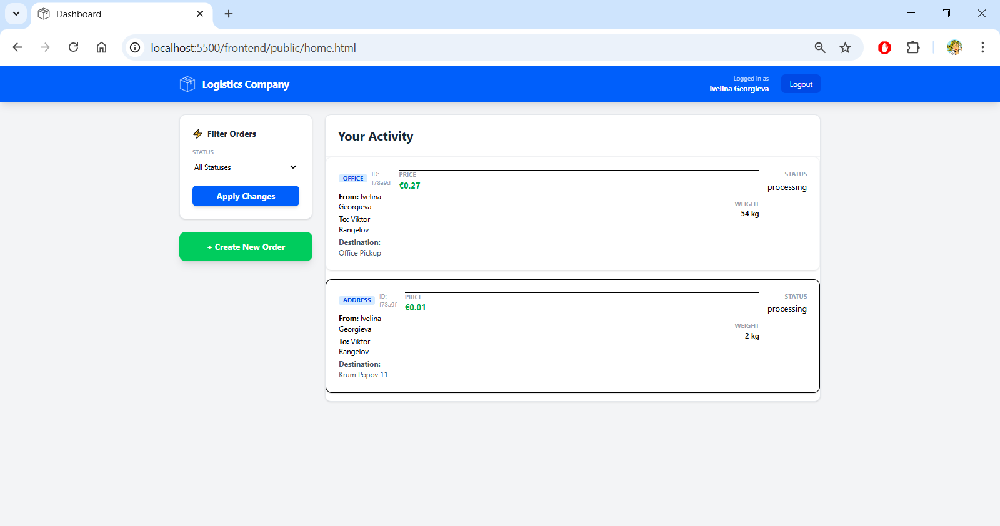 Dashboard
localhost:5500/frontend/public/home.html
Logistics Company
Logged in as
Ivelina Georgieva
Logout
Filter Orders
STATUS
All Statuses
Apply Changes
+ Create New Order
Your Activity
OFFICE
ID:
f78a9d
From: Ivelina
Georgieva
To: Viktor
Rangelov
Destination:
Office Pickup
PRICE
€0.27
WEIGHT
54 kg
STATUS
processing
ADDRESS
ID:
f78a9f
From: Ivelina
Georgieva
To: Viktor
Rangelov
Destination:
Krum Popov 11
PRICE
€0.01
WEIGHT
2 kg
STATUS
processing